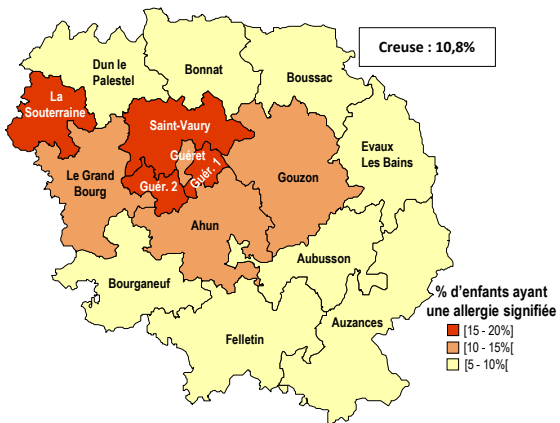 Creuse : 10,8%
Dun le
Palestel
Bonnat
Boussac
La
Souterraine
Saint-Vaury
Guéret
Guér. 1
Guér. 2
Le Grand
Bourg
Gouzon
Evaux
Les Bains
Ahun
Aubusson
Bourganeuf
Felletin
Auzances
% d'enfants ayant
une allergie signifiée
[15 - 20%]
[10 - 15%[
[5 - 10%[